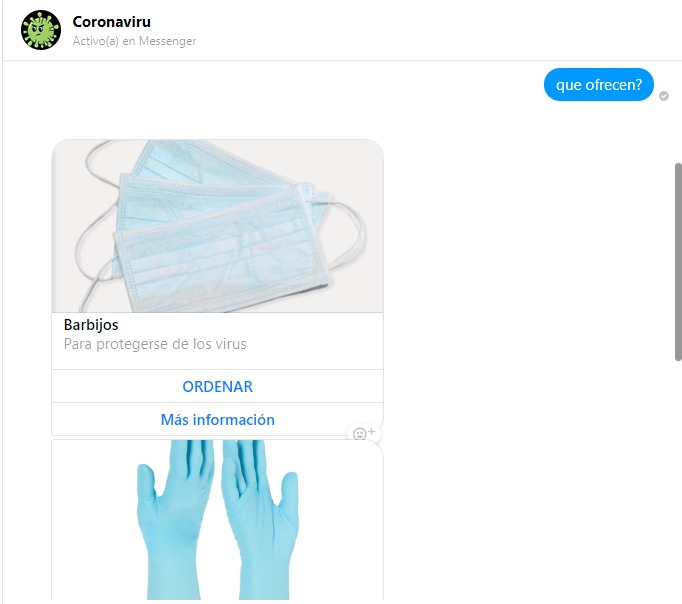 Coronaviru
Activo(a) en Messenger
que ofrecen?
Barbijos
Para protegerse de los virus
ORDENAR
Más información